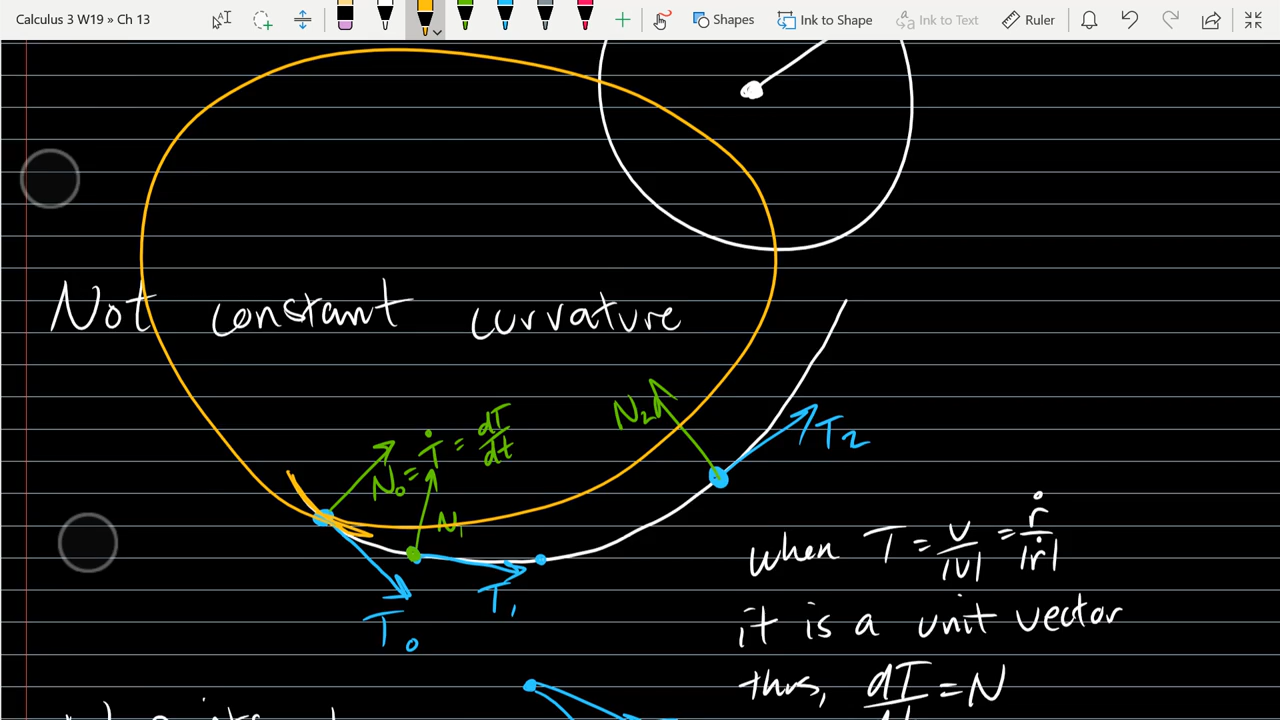 Calculus 3 W19 » Ch 13
Shapes
Ink to Shape
Ink to Text
Ruler
Not constant curvature
N₀ = Ṫ = dT/dt
N₁
N₂
T₂
T₁
T₀
when T = v/|v| = ṙ/|ṙ|
it is a unit vector
thus, dT = N